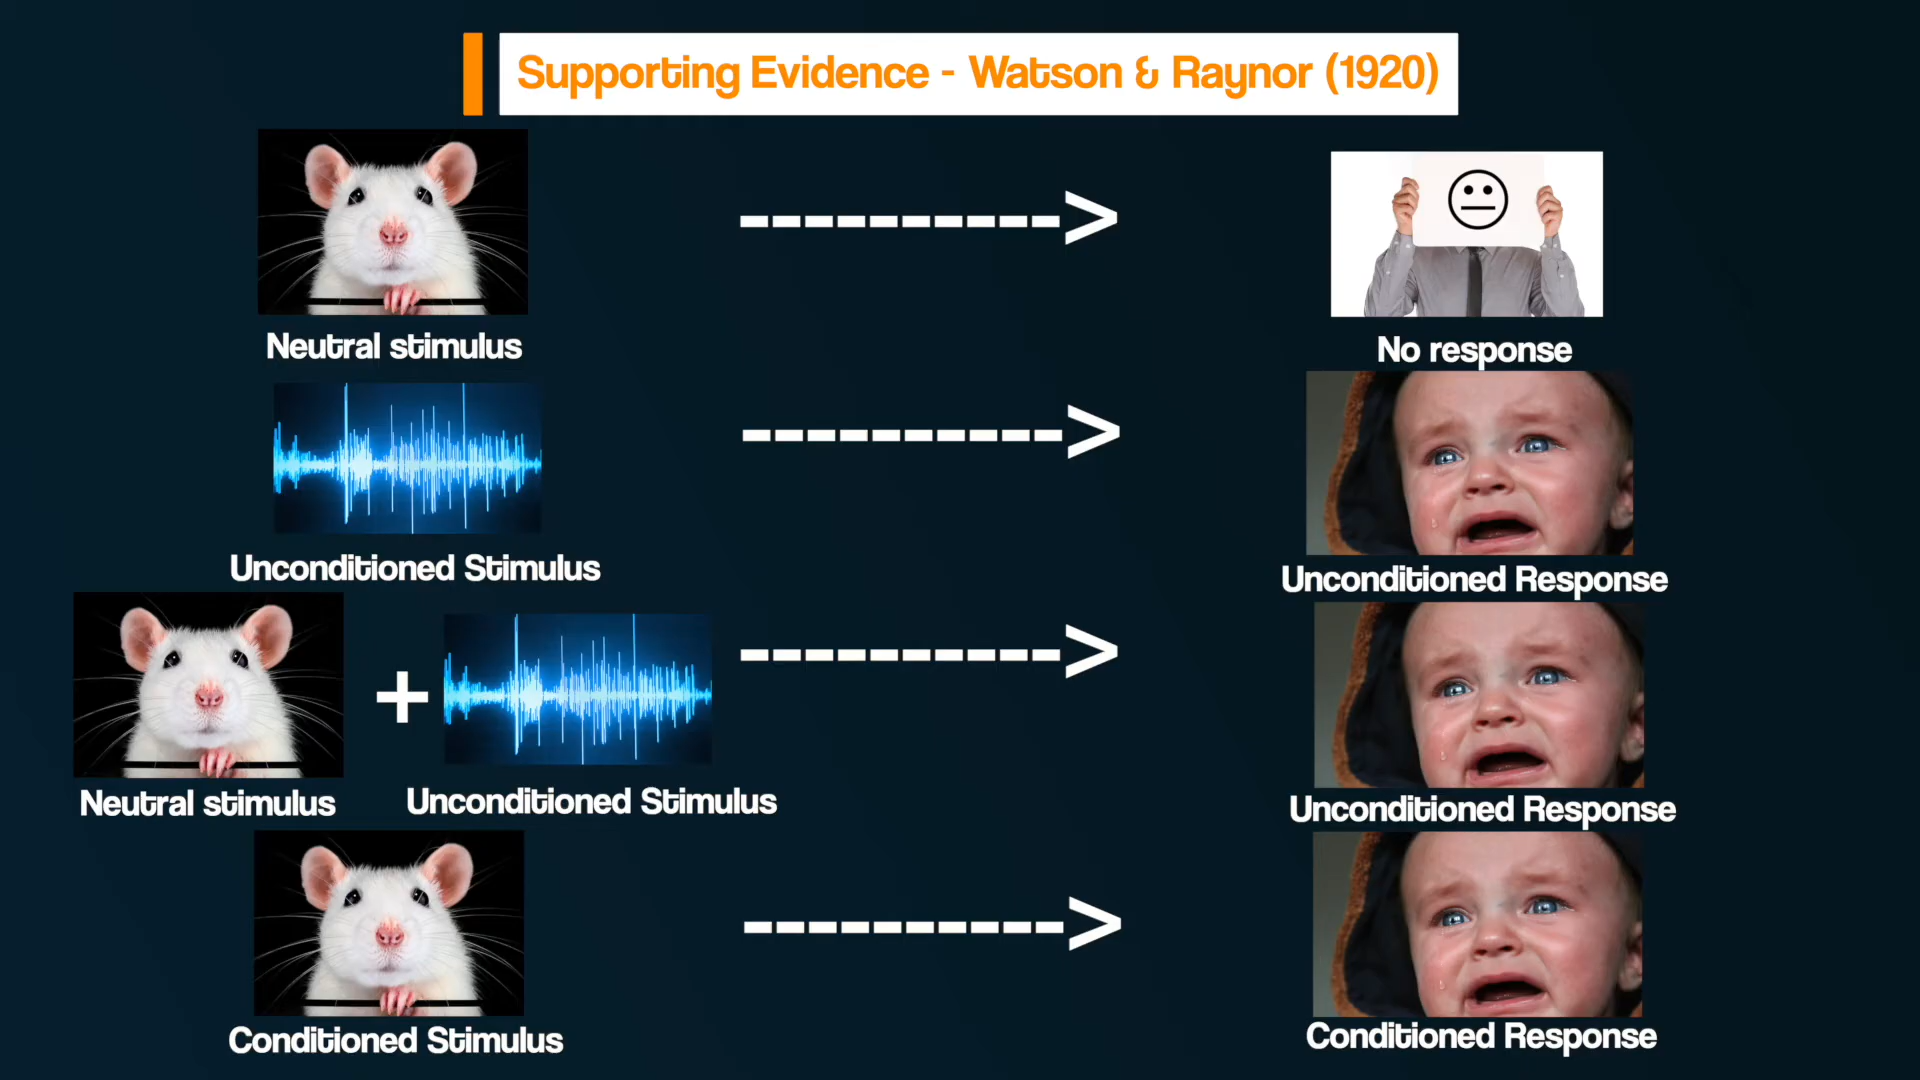 Supporting Evidence - Watson & Raynor (1920)
Neutral stimulus
No response
Unconditioned Stimulus
Unconditioned Response
Neutral stimulus
+
Unconditioned Stimulus
Unconditioned Response
Conditioned Stimulus
Conditioned Response